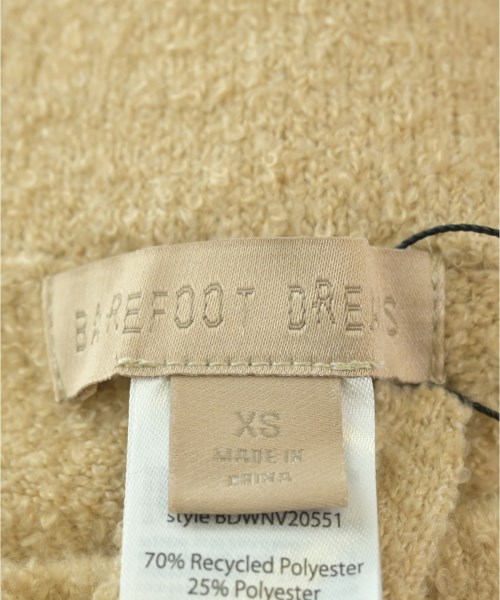 BAREFOOT DREAMS
XS
MADE IN
CHINA
style BDWNV20551
70% Recycled Polyester
25% Polyester